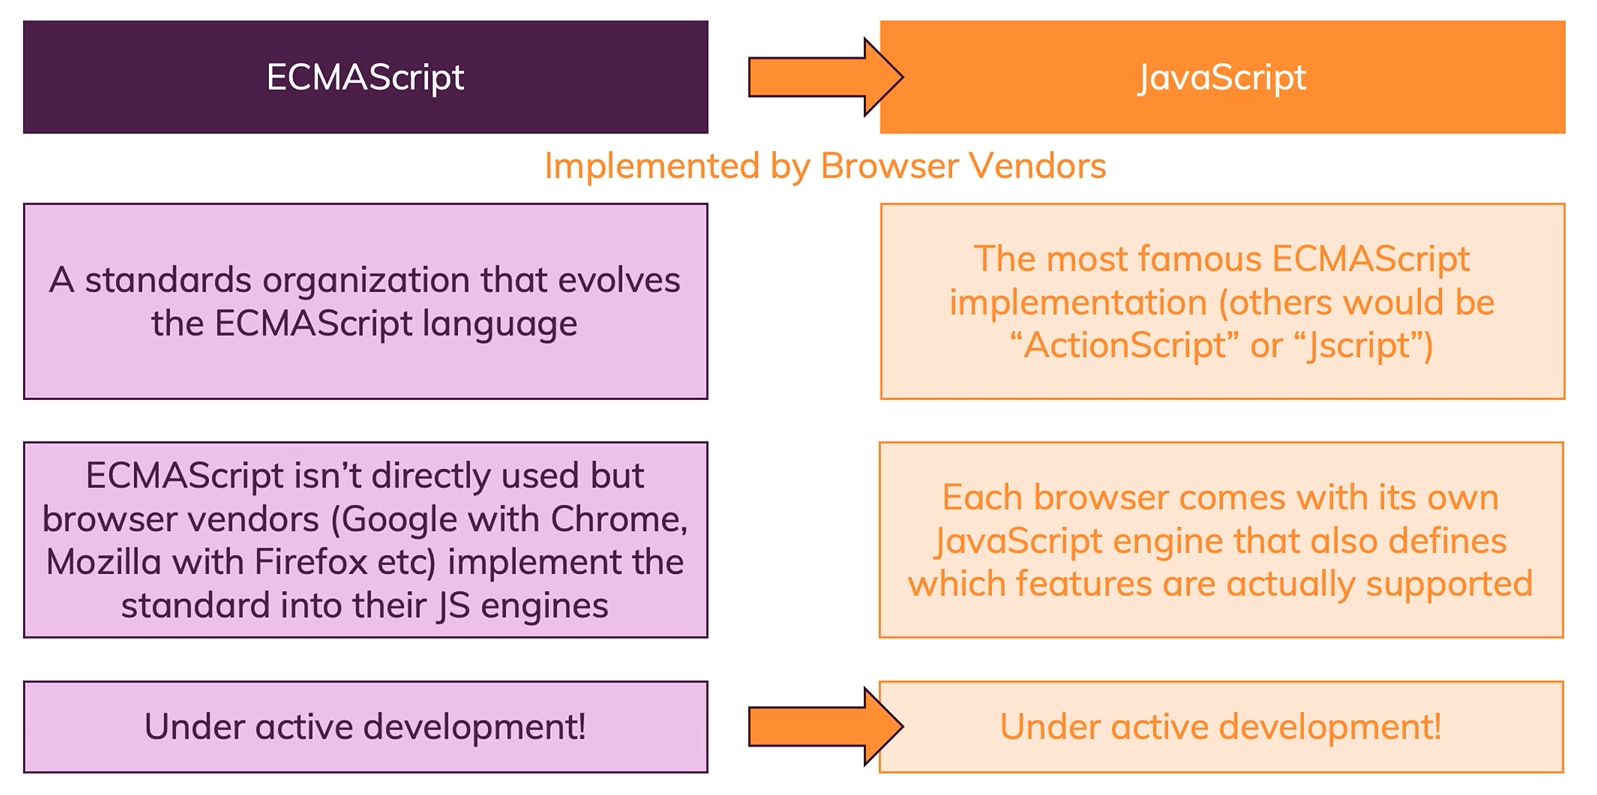 ECMAScript
JavaScript
Implemented by Browser Vendors
A standards organization that evolves
the ECMAScript language
The most famous ECMAScript
implementation (others would be
“ActionScript” or “Jscript”)
ECMAScript isn’t directly used but
browser vendors (Google with Chrome,
Mozilla with Firefox etc) implement the
standard into their JS engines
Each browser comes with its own
JavaScript engine that also defines
which features are actually supported
Under active development!
Under active development!